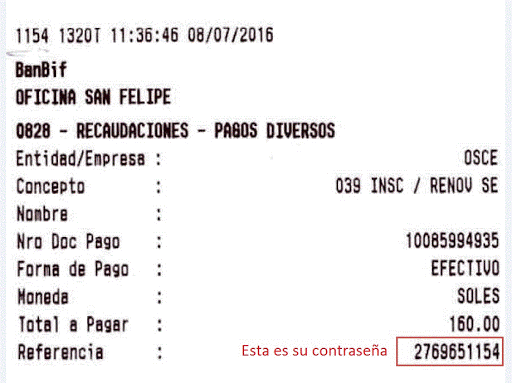 1154 1320T 11:36:46 08/07/2016
BanBif
OFICINA SAN FELIPE
0828 - RECAUDACIONES - PAGOS DIVERSOS
Entidad/Empresa : OSCE
Concepto : 039 INSC / RENOV SE
Nombre :
Nro Doc Pago : 10085994935
Forma de Pago : EFECTIVO
Moneda : SOLES
Total a Pagar : 160.00
Referencia : Esta es su contraseña 2769651154